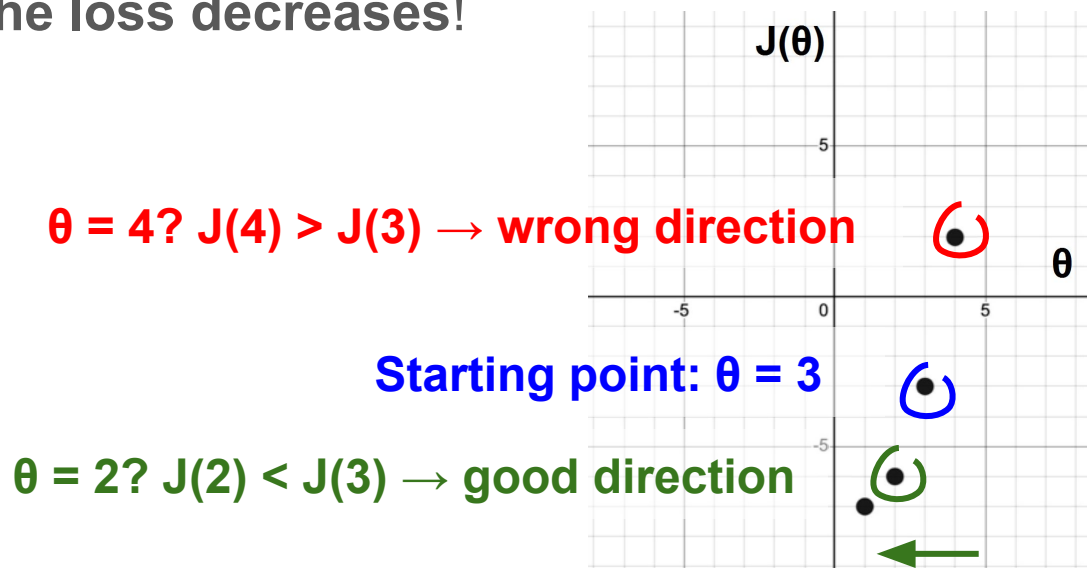 he loss decreases!
J(θ)
5
θ = 4? J(4) > J(3) → wrong direction
θ
-5
0
5
Starting point: θ = 3
-5
θ = 2? J(2) < J(3) → good direction